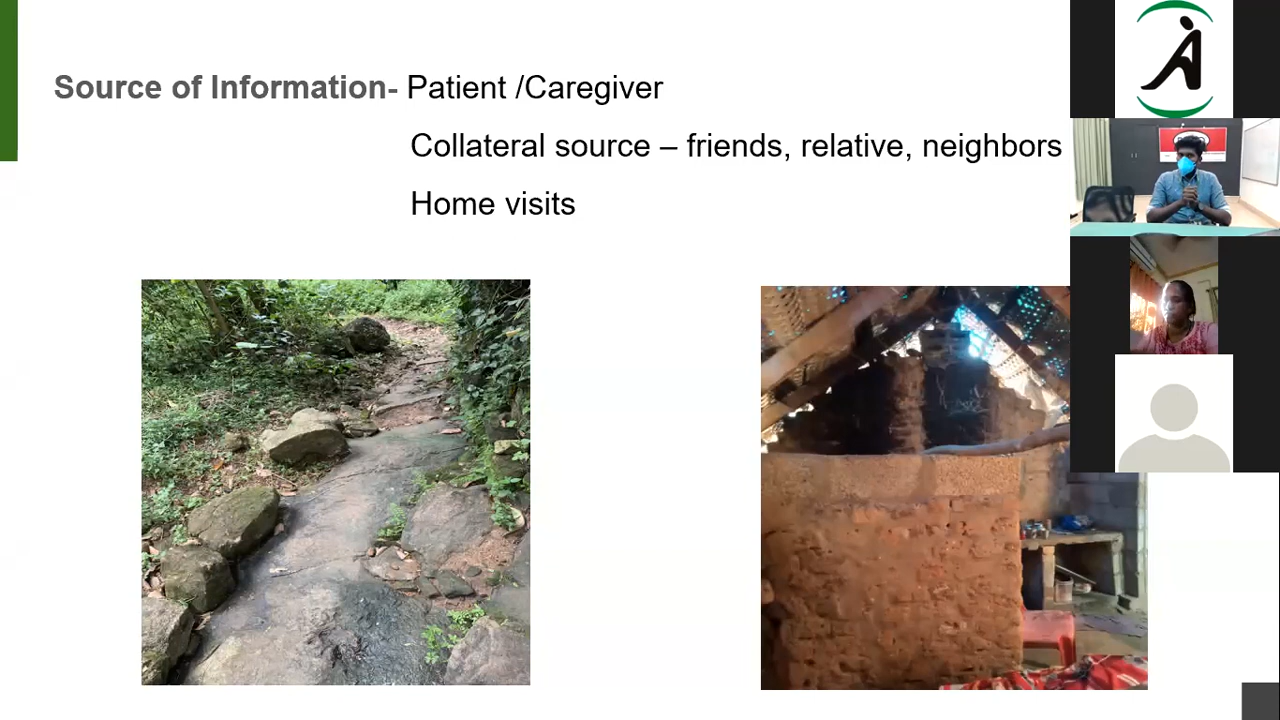 Source of Information- Patient /Caregiver
Collateral source – friends, relative, neighbors
Home visits